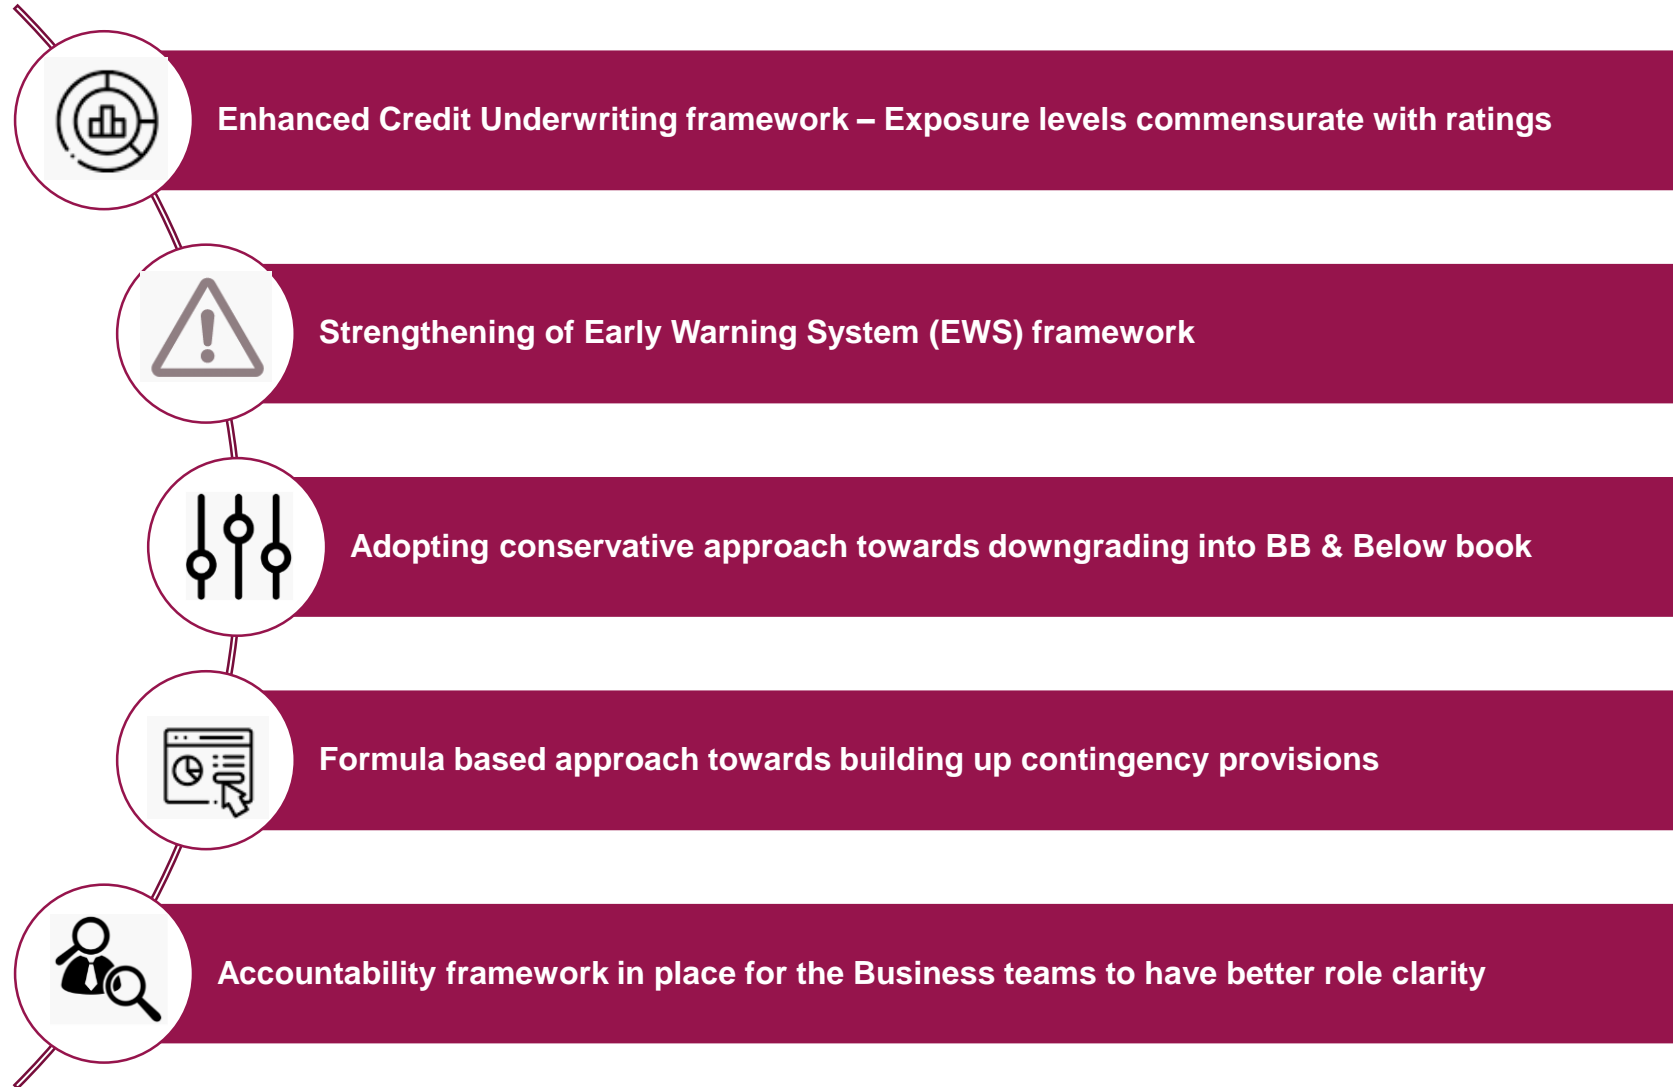 Enhanced Credit Underwriting framework – Exposure levels commensurate with ratings
Strengthening of Early Warning System (EWS) framework
Adopting conservative approach towards downgrading into BB & Below book
Formula based approach towards building up contingency provisions
Accountability framework in place for the Business teams to have better role clarity